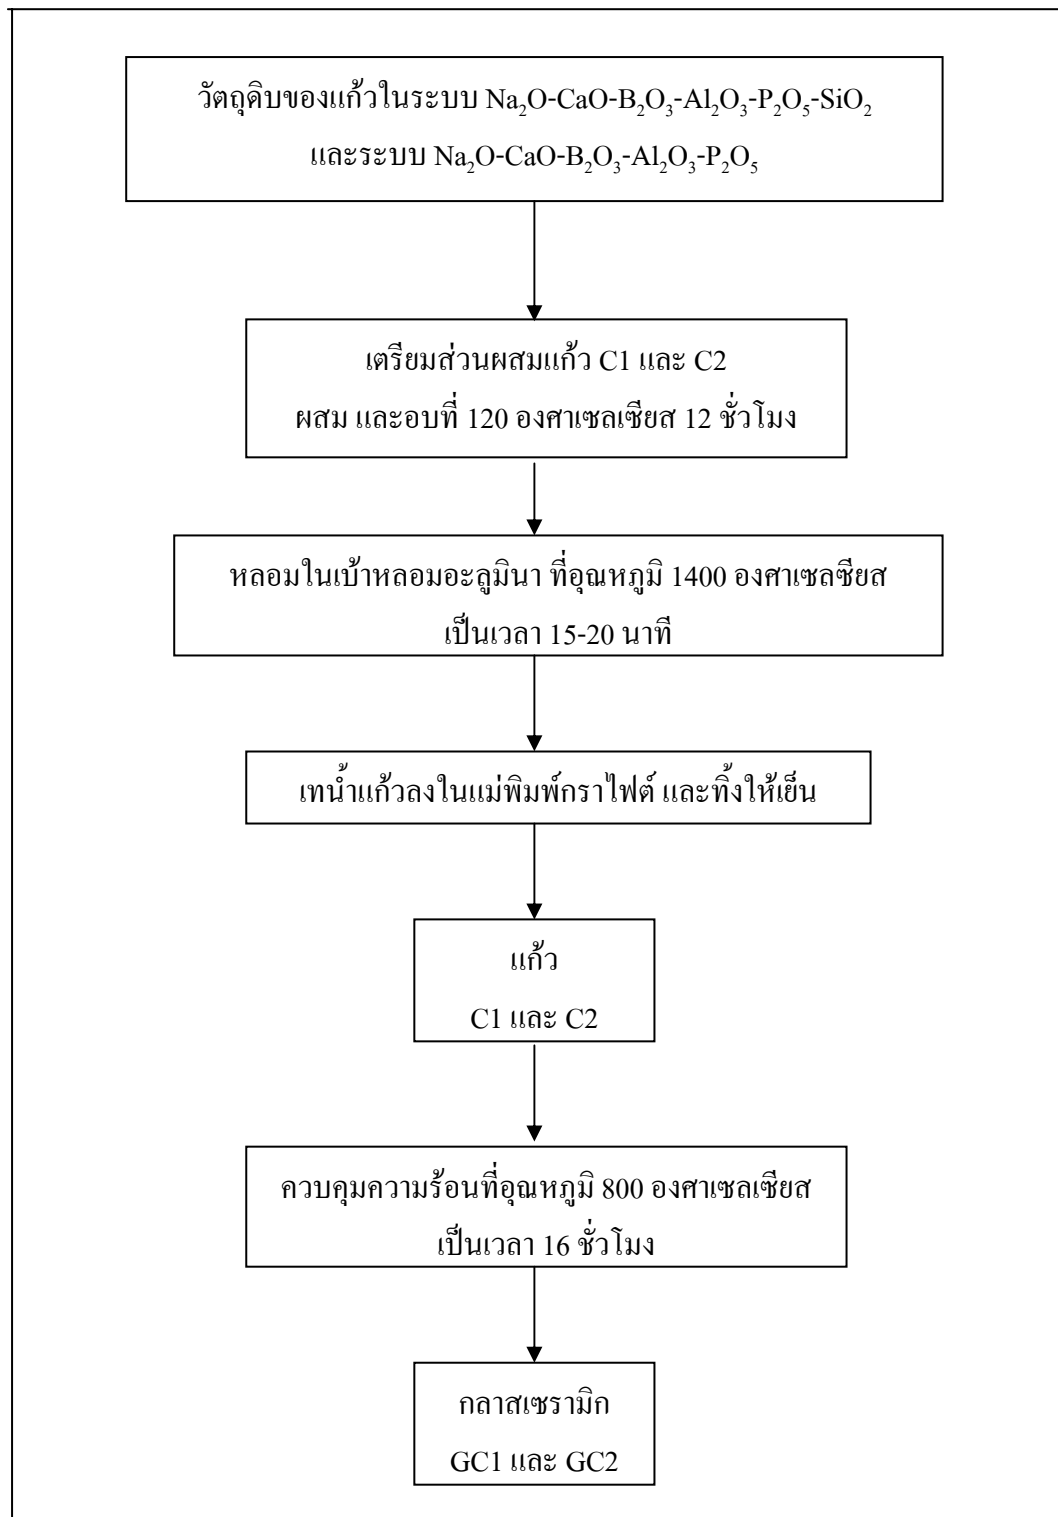 วัตถุดิบของแก้วในระบบ Na₂O-CaO-B₂O₃-Al₂O₃-P₂O₅-SiO₂
และระบบ Na₂O-CaO-B₂O₃-Al₂O₃-P₂O₅
เตรียมส่วนผสมแก้ว C1 และ C2
ผสม และอบที่ 120 องศาเซลเซียส 12 ชั่วโมง
หลอมในเบ้าหลอมอะลูมินา ที่อุณหภูมิ 1400 องศาเซลซียส
เป็นเวลา 15-20 นาที
เทน้ำแก้วลงในแม่พิมพ์กราไฟต์ และทิ้งให้เย็น
แก้ว
C1 และ C2
ควบคุมความร้อนที่อุณหภูมิ 800 องศาเซลเซียส
เป็นเวลา 16 ชั่วโมง
กลาสเซรามิก
GC1 และ GC2